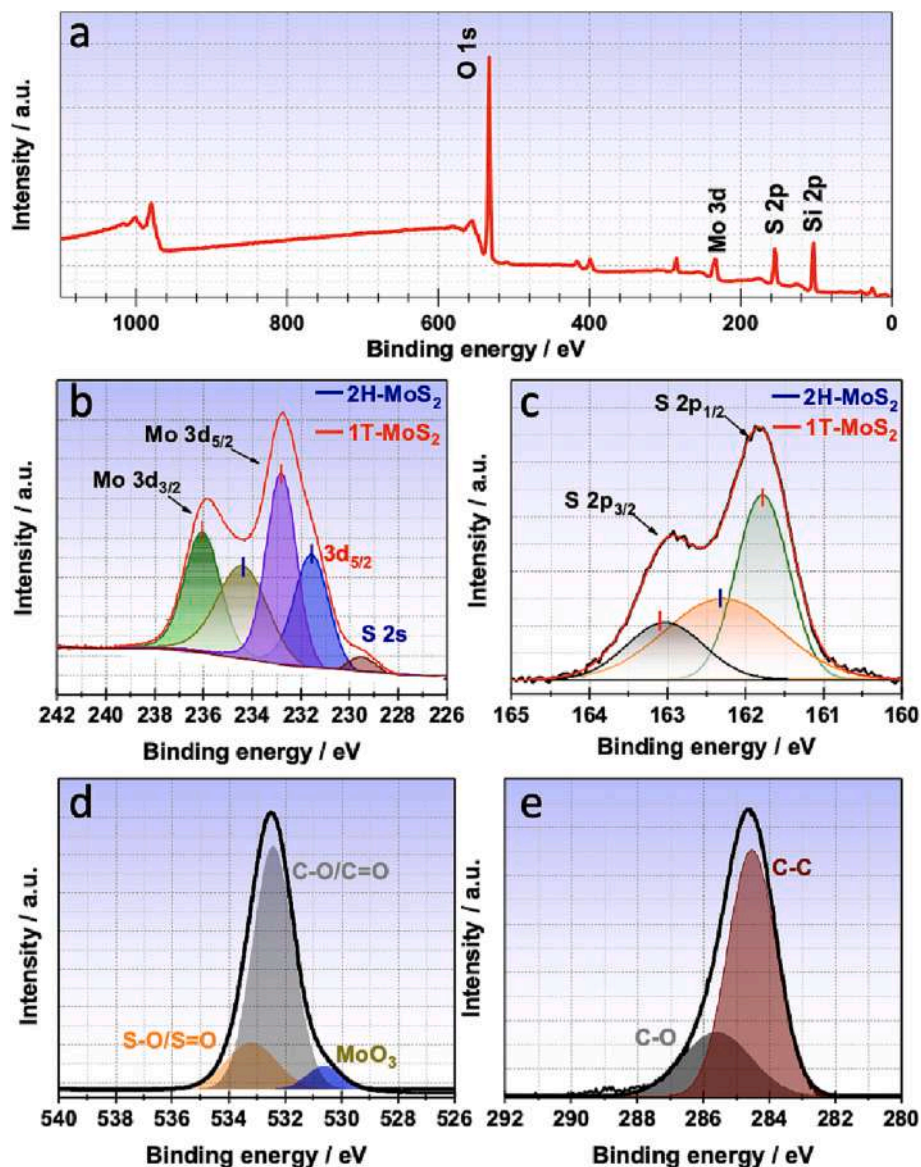 a
O 1s
Mo 3d
S 2p
Si 2p
Intensity / a.u.
1000 800 600 400 200 0
Binding energy / eV
b
2H-MoS₂
1T-MoS₂
Mo 3d₅/₂
Mo 3d₃/₂
3d₅/₂
S 2s
Intensity / a.u.
242 240 238 236 234 232 230 228 226
Binding energy / eV
c
2H-MoS₂
1T-MoS₂
S 2p₁/₂
S 2p₃/₂
Intensity / a.u.
165 164 163 162 161 160
Binding energy / eV
d
C-O/C=O
S-O/S=O
MoO₃
Intensity / a.u.
540 538 536 534 532 530 528 526
Binding energy / eV
e
C-C
C-O
Intensity / a.u.
292 290 288 286 284 282 280
Binding energy / eV